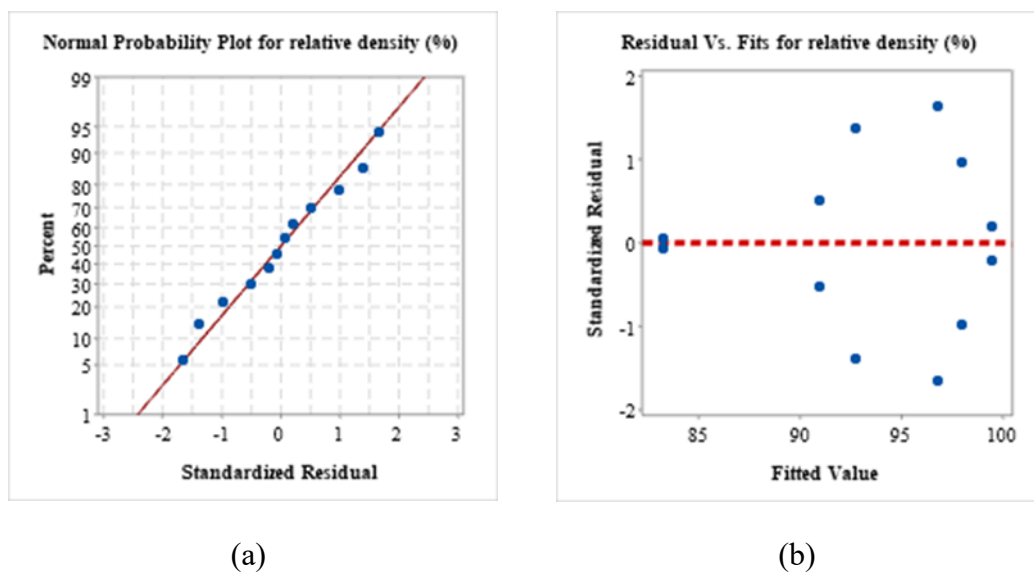 Normal Probability Plot for relative density (%)
99
95
90
80
70
60
50
40
30
20
10
5
1
Percent
-3 -2 -1 0 1 2 3
Standardized Residual
(a)
Residual Vs. Fits for relative density (%)
2
1
0
-1
-2
Standardized Residual
85 90 95 100
Fitted Value
(b)